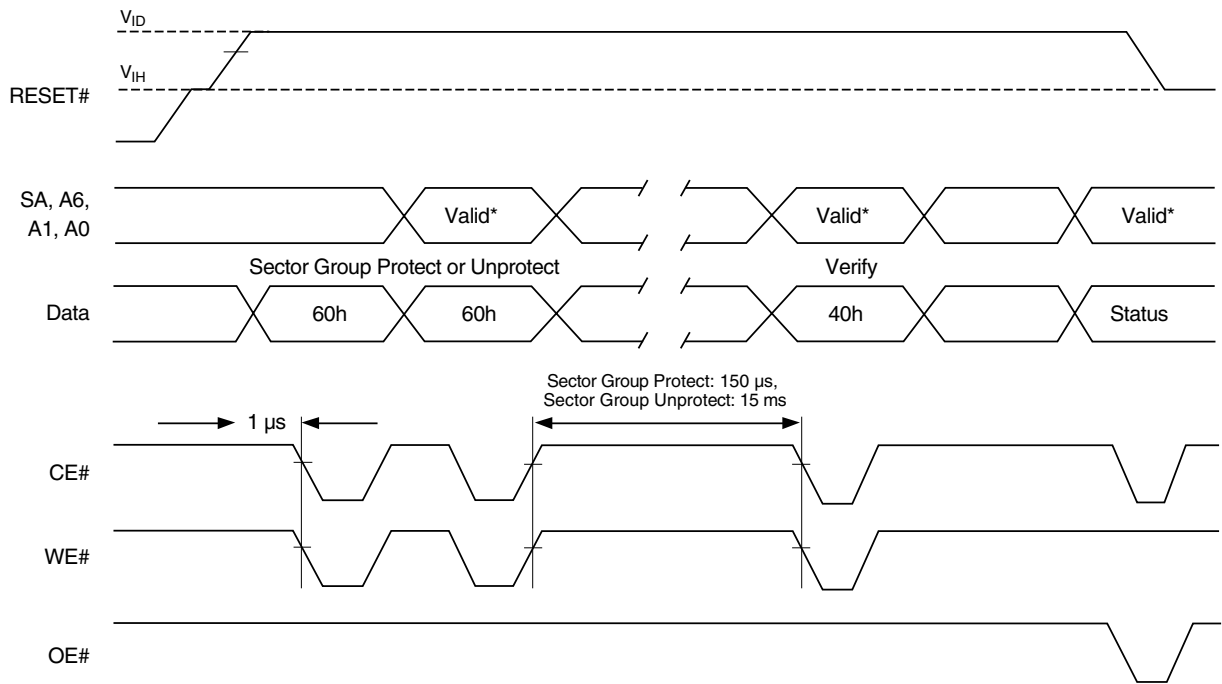 VID
VIH
RESET#
SA, A6,
A1, A0
Valid*
Valid*
Valid*
Sector Group Protect or Unprotect
Verify
Data
60h
60h
40h
Status
Sector Group Protect: 150 µs,
Sector Group Unprotect: 15 ms
1 µs
CE#
WE#
OE#